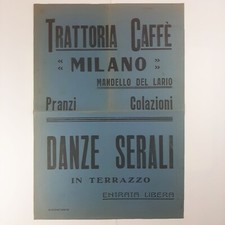 TRATTORIA CAFFÈ
:: MILANO ::
MANDELLO DEL LARIO
Pranzi Colazioni
DANZE SERALI
IN TERRAZZO
ENTRATA LIBERA